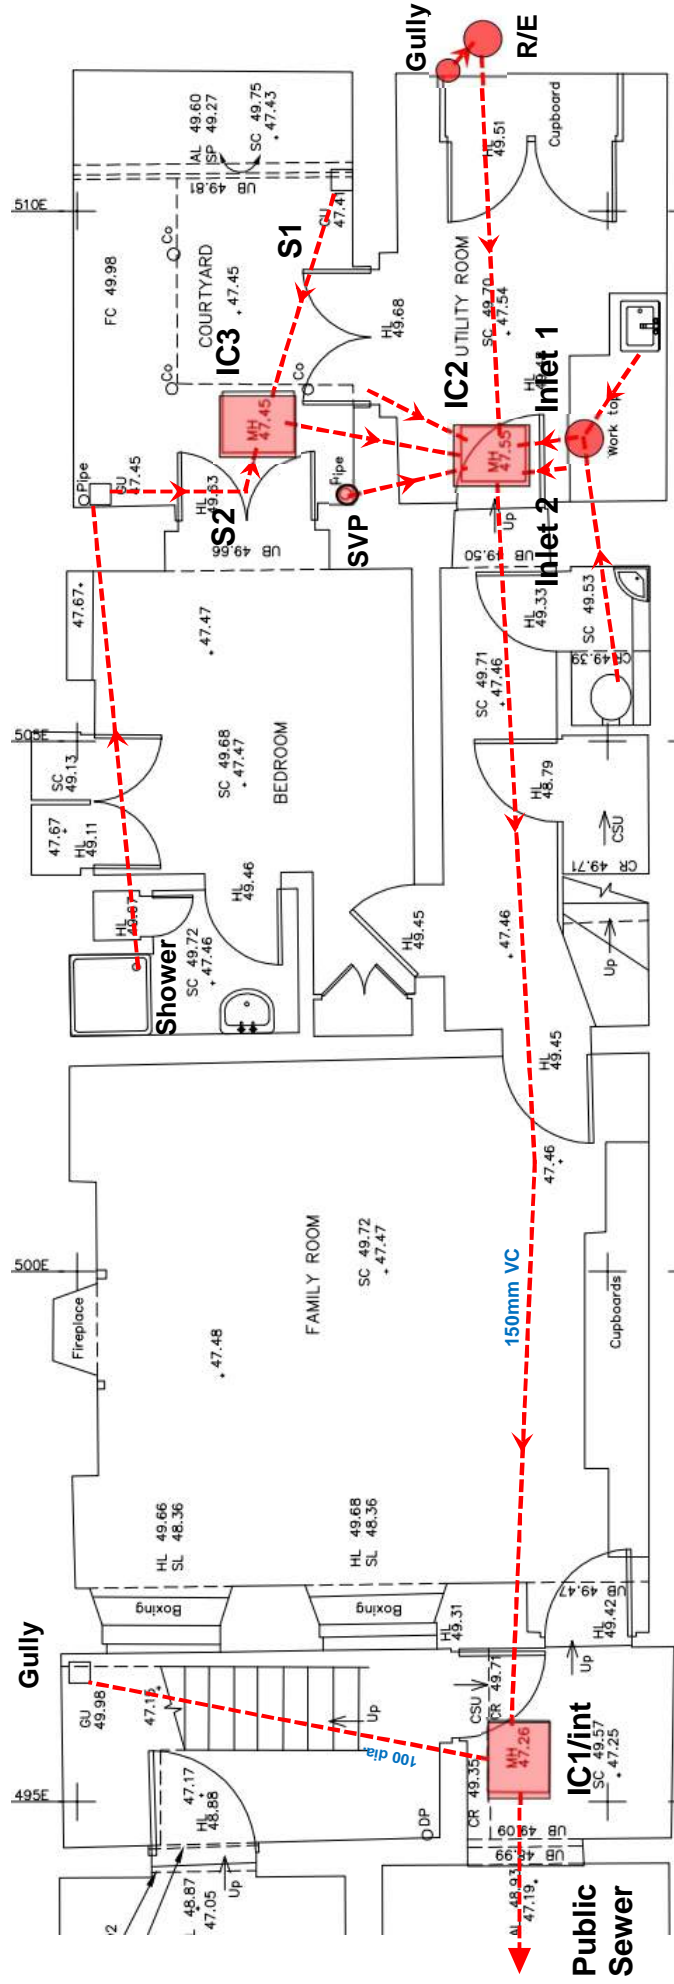 Gully
R/E
AL 49.60
SP 49.27
SC 49.75
47.43
HL
49.51
Cupboard
510E
UB 49.81
FC 49.98
Co
COURTYARD
47.45
S1
GU
47.41
Co
IC3
MH
47.45
Co
HL
49.68
UTILITY ROOM
SC 49.70
47.54
IC2
MH
47.55
Inlet 1
Inlet 2
Work top
Pipe
GU
47.45
HL
49.63
S2
UB
49.66
Pipe
SVP
Up
UB
49.50
47.67
47.47
HL
49.33
SC 49.53
CR 49.39
SC 49.71
47.46
505E
SC
49.13
47.67
HL
49.11
SC 49.68
47.47
BEDROOM
HL
48.79
CSU
CR 49.71
HL
49.46
Shower
SC 49.72
47.46
HL
49.45
47.46
Up
HL
49.45
47.46
500E
Fireplace
FAMILY ROOM
SC 49.72
47.47
47.48
150mm VC
Cupboards
HL 49.66
SL 48.36
HL 49.68
SL 48.36
Boxing
Boxing
HL
49.31
UB 49.47
HL
49.42
Up
Gully
GU
49.98
47.17
HL
48.88
Up
CSU
CR 49.71
100 dia.
495E
CR 49.35
MH
47.26
IC1/int
SC 49.57
47.25
DP
UB 49.09
UB
Up
48.87
47.05
AL 48.93
47.19
Public
Sewer